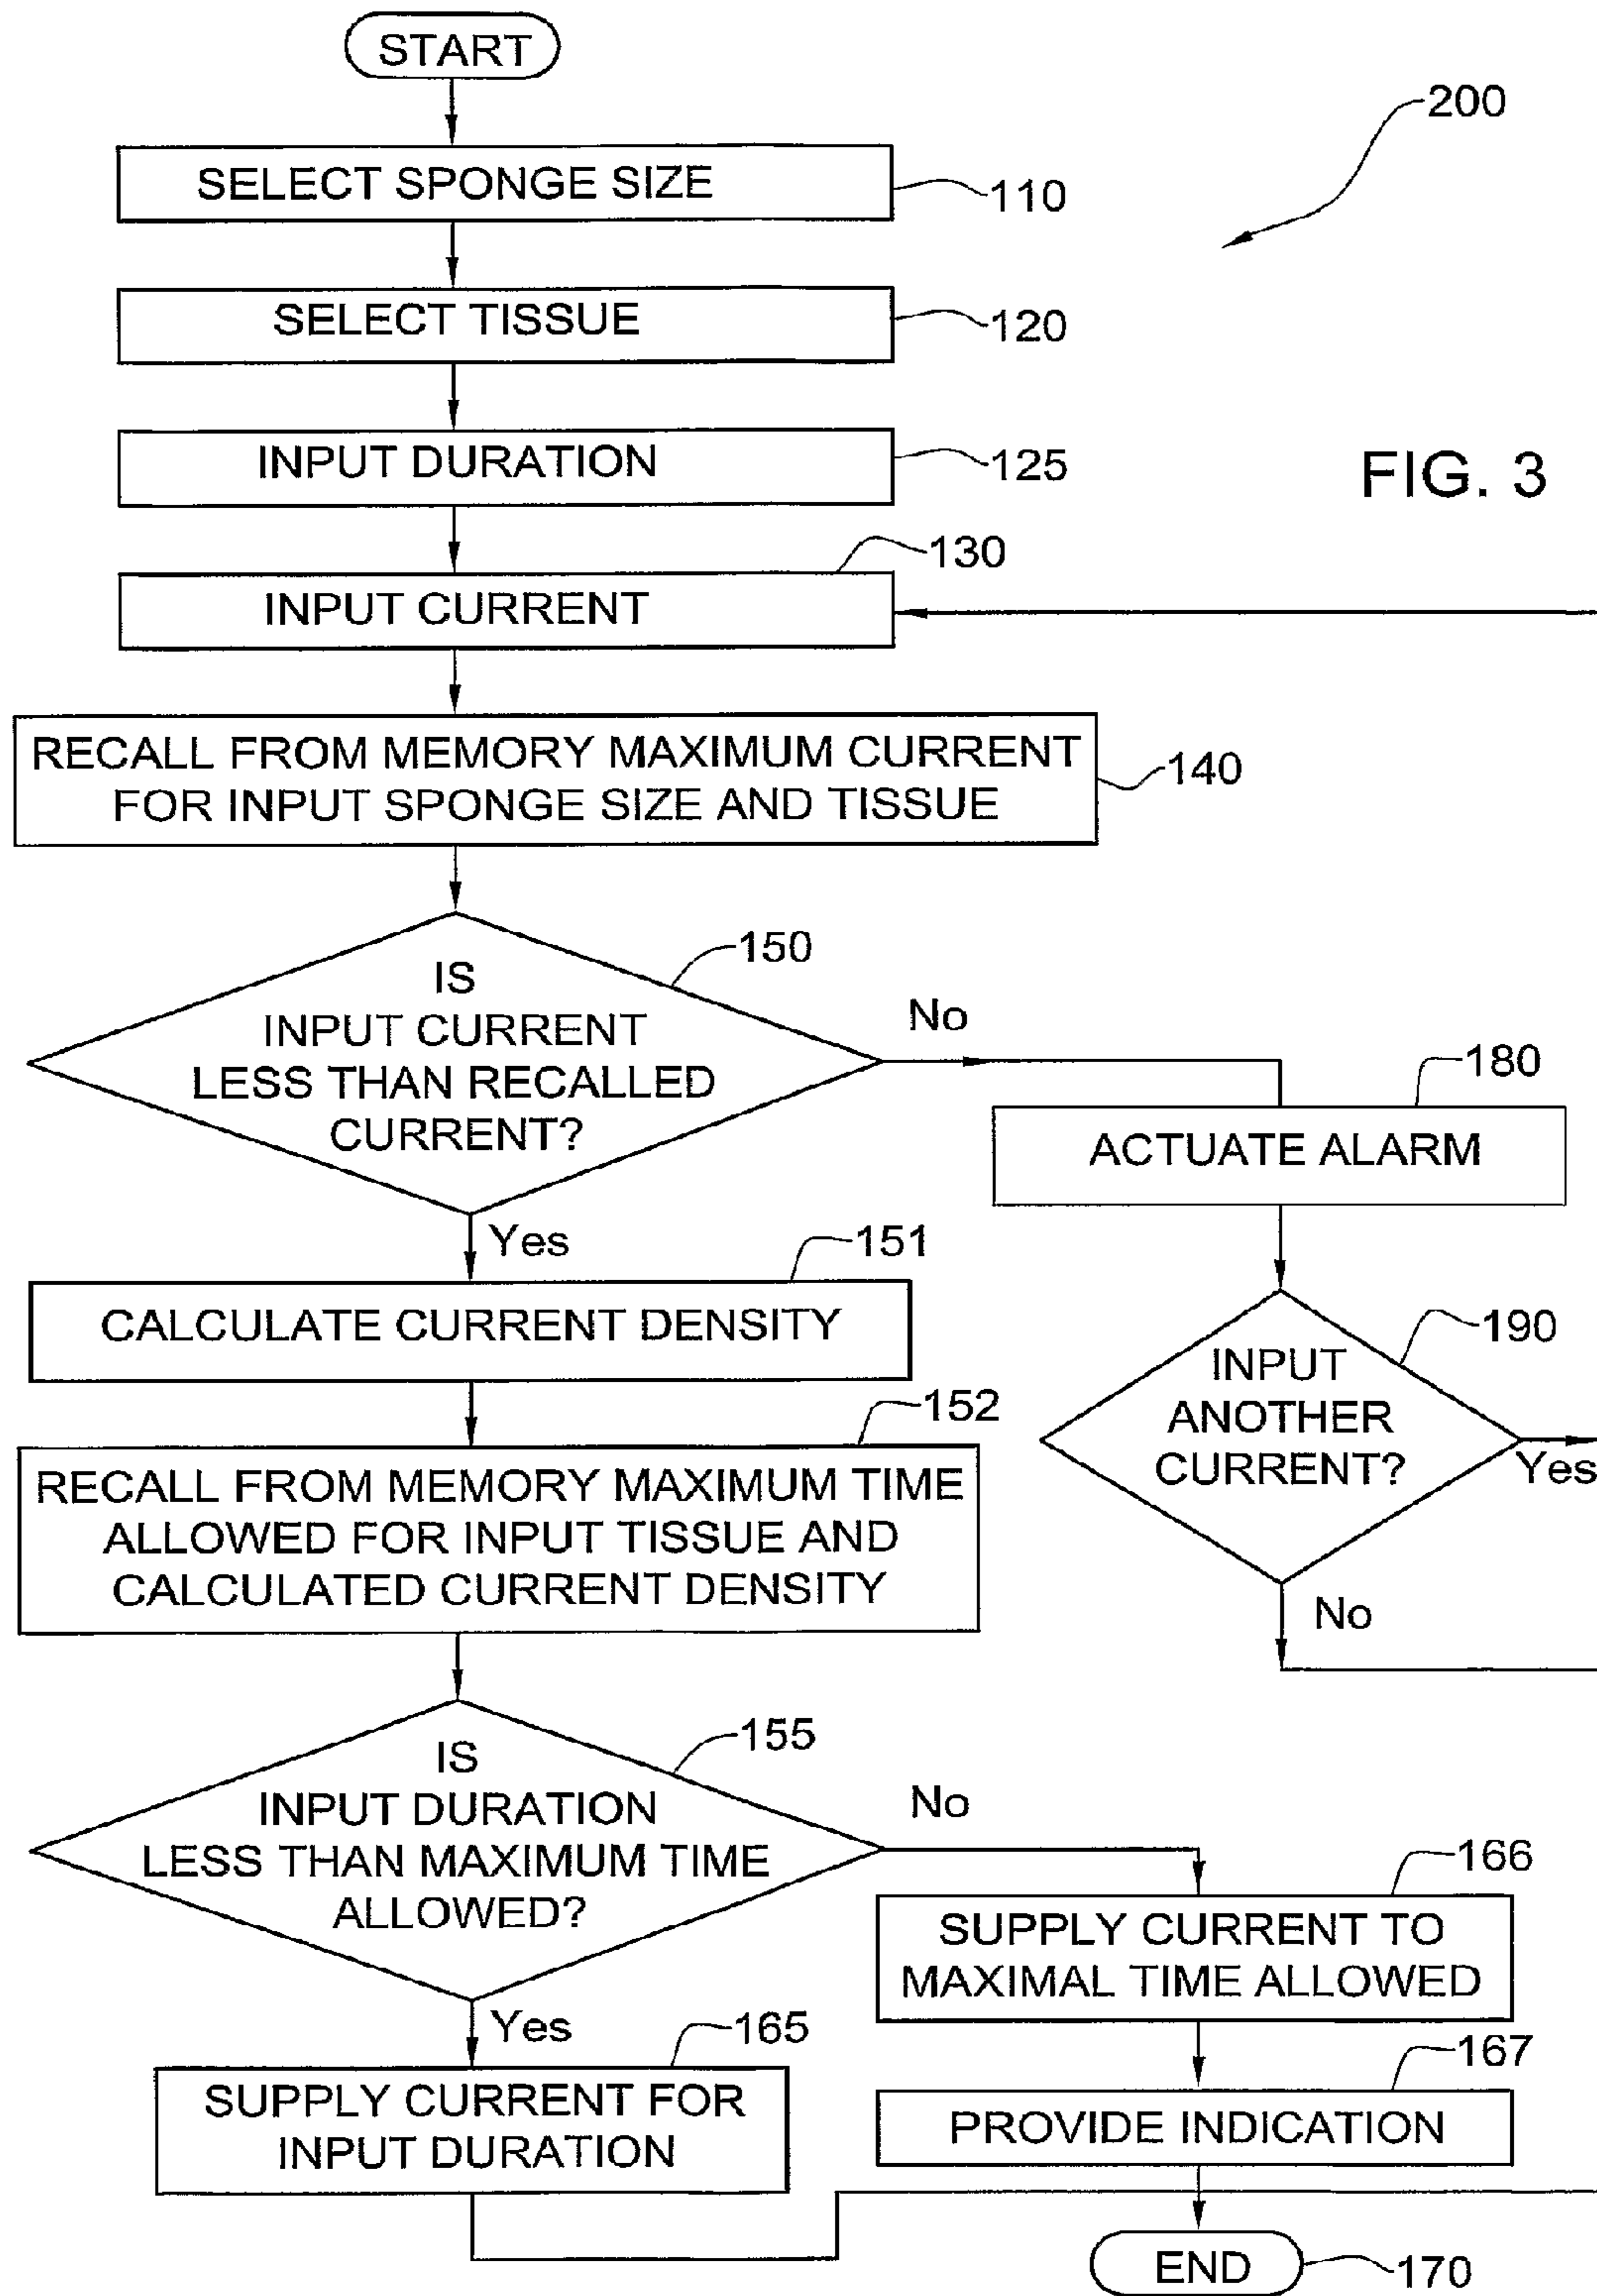 START
200
SELECT SPONGE SIZE
110
SELECT TISSUE
120
INPUT DURATION
125
FIG. 3
130
INPUT CURRENT
RECALL FROM MEMORY MAXIMUM CURRENT
FOR INPUT SPONGE SIZE AND TISSUE
140
150
IS
INPUT CURRENT
LESS THAN RECALLED
CURRENT?
No
180
ACTUATE ALARM
Yes
151
CALCULATE CURRENT DENSITY
190
INPUT
ANOTHER
CURRENT?
Yes
No
152
RECALL FROM MEMORY MAXIMUM TIME
ALLOWED FOR INPUT TISSUE AND
CALCULATED CURRENT DENSITY
155
IS
INPUT DURATION
LESS THAN MAXIMUM TIME
ALLOWED?
No
166
SUPPLY CURRENT TO
MAXIMAL TIME ALLOWED
Yes
165
SUPPLY CURRENT FOR
INPUT DURATION
167
PROVIDE INDICATION
END
170